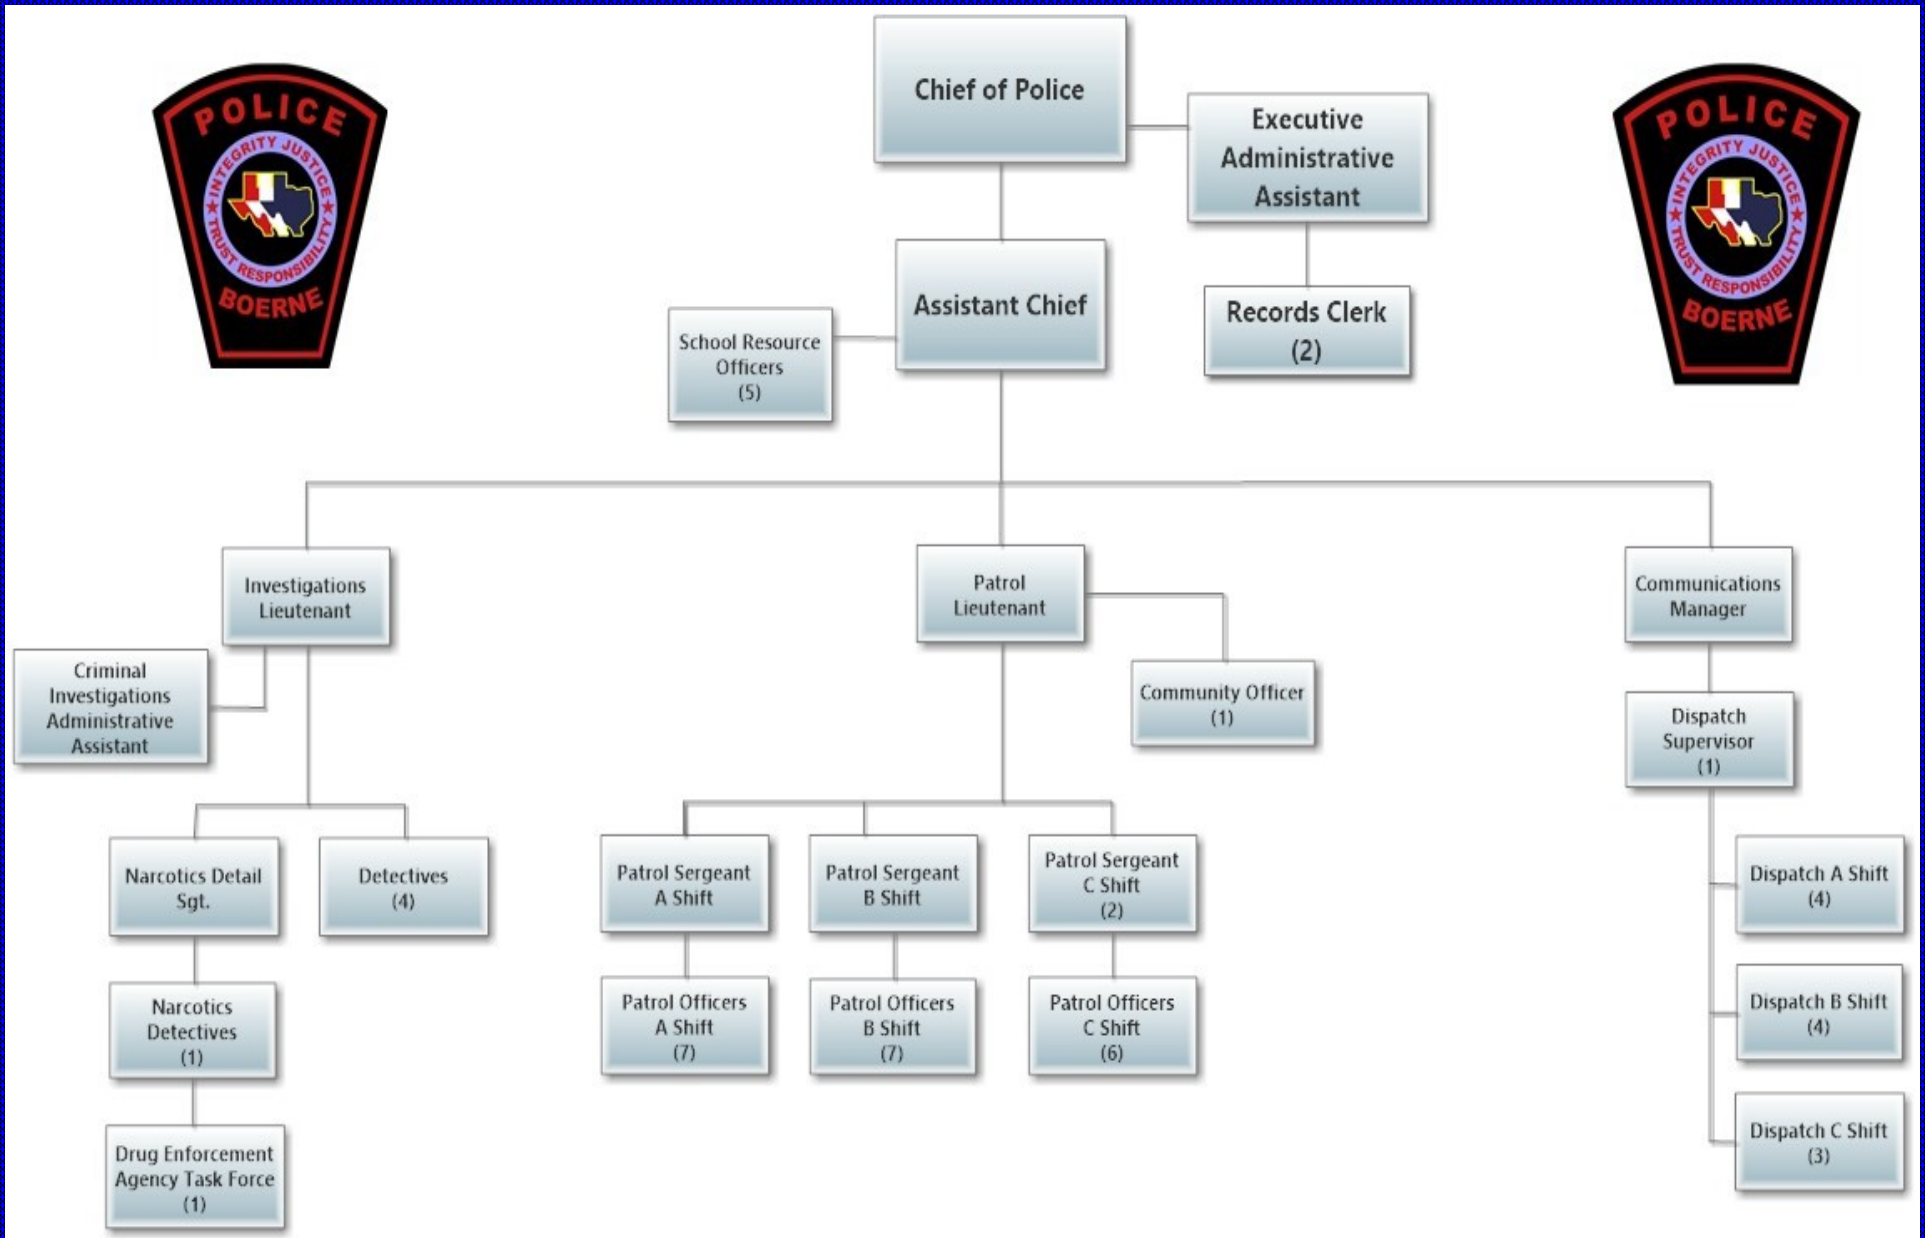 Chief of Police
Executive
Administrative
Assistant
POLICE
INTEGRITY JUSTICE
TRUST RESPONSIBILITY
BOERNE
POLICE
INTEGRITY JUSTICE
TRUST RESPONSIBILITY
BOERNE
Assistant Chief
Records Clerk
(2)
School Resource
Officers
(5)
Investigations
Lieutenant
Patrol
Lieutenant
Communications
Manager
Criminal
Investigations
Administrative
Assistant
Community Officer
(1)
Dispatch
Supervisor
(1)
Narcotics Detail
Sgt.
Detectives
(4)
Patrol Sergeant
A Shift
Patrol Sergeant
B Shift
Patrol Sergeant
C Shift
(2)
Dispatch A Shift
(4)
Narcotics
Detectives
(1)
Patrol Officers
A Shift
(7)
Patrol Officers
B Shift
(7)
Patrol Officers
C Shift
(6)
Dispatch B Shift
(4)
Drug Enforcement
Agency Task Force
(1)
Dispatch C Shift
(3)